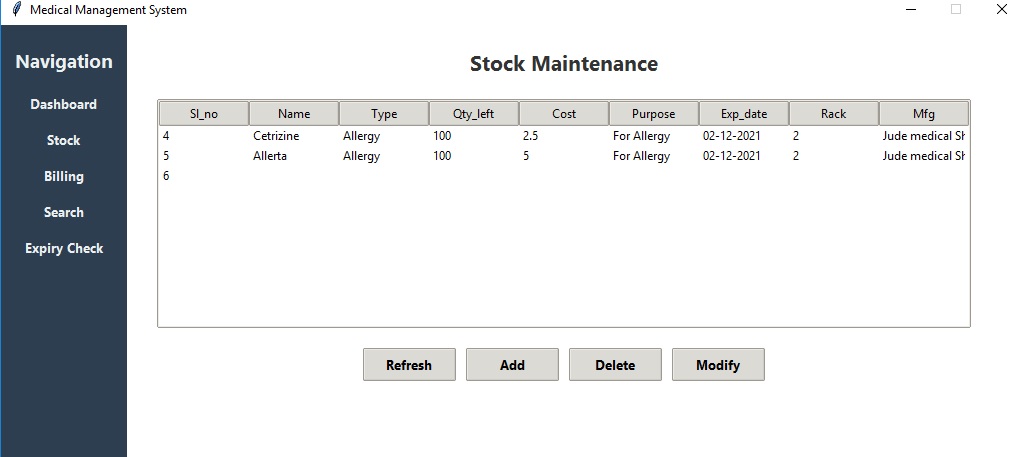 Medical Management System
Navigation
Dashboard
Stock
Billing
Search
Expiry Check
Stock Maintenance
Sl_no Name Type Qty_left Cost Purpose Exp_date Rack Mfg
4 Cetrizine Allergy 100 2.5 For Allergy 02-12-2021 2 Jude medical Sh
5 Allerta Allergy 100 5 For Allergy 02-12-2021 2 Jude medical Sh
6
Refresh Add Delete Modify